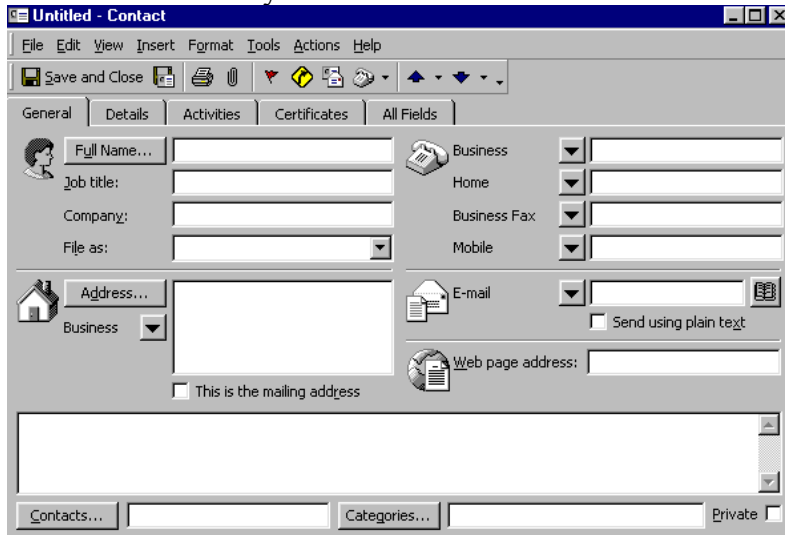 Untitled - Contact
File Edit View Insert Format Tools Actions Help
Save and Close
General Details Activities Certificates All Fields
Full Name... Business
Job title: Home
Company: Business Fax
File as: Mobile
Address... E-mail
Business Send using plain text
Web page address:
This is the mailing address
Contacts... Categories... Private